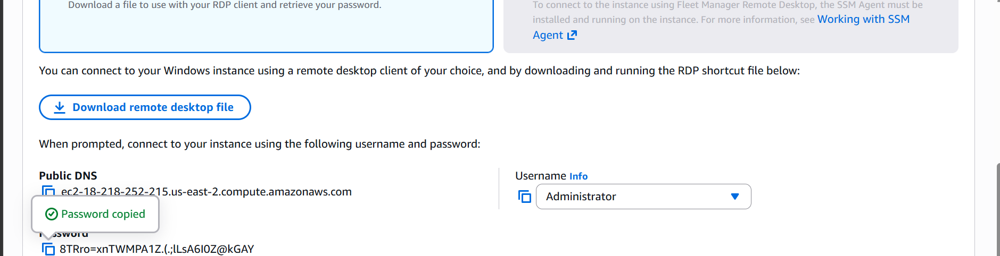 Download a file to use with your RDP client and retrieve your password.
To connect to the instance using Fleet Manager Remote Desktop, the SSM Agent must be
installed and running on the instance. For more information, see Working with SSM
Agent
You can connect to your Windows instance using a remote desktop client of your choice, and by downloading and running the RDP shortcut file below:
Download remote desktop file
When prompted, connect to your instance using the following username and password:
Public DNS
ec2-18-218-252-215.us-east-2.compute.amazonaws.com
Username Info
Administrator
Password copied
Password
8TRro=xnTWMPA1Z.(.;lLsA6I0Z@kGAY